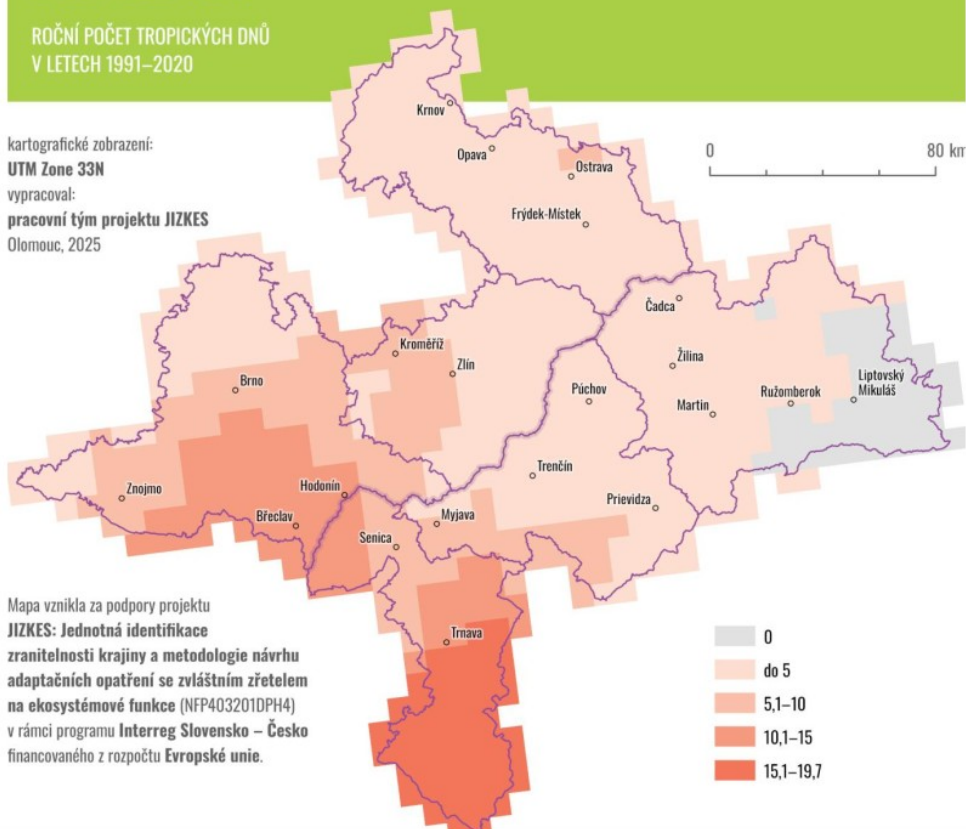 ROČNÍ POČET TROPICKÝCH DNŮ
V LETECH 1991–2020
kartografické zobrazení:
UTM Zone 33N
vypracoval:
pracovní tým projektu JIZKES
Olomouc, 2025
0 80 km
Krnov
Opava
Ostrava
Frýdek-Místek
Čadca
Kroměříž
Zlín
Žilina
Brno
Púchov
Martin
Ružomberok
Liptovský
Mikuláš
Trenčín
Znojmo
Hodonín
Prievidza
Břeclav
Myjava
Senica
Trnava
Mapa vznikla za podpory projektu
JIZKES: Jednotná identifikace
zranitelnosti krajiny a metodologie návrhu
adaptačních opatření se zvláštním zřetelem
na ekosystémové funkce (NFP403201DPH4)
v rámci programu Interreg Slovensko – Česko
financovaného z rozpočtu Evropské unie.
0
do 5
5,1–10
10,1–15
15,1–19,7